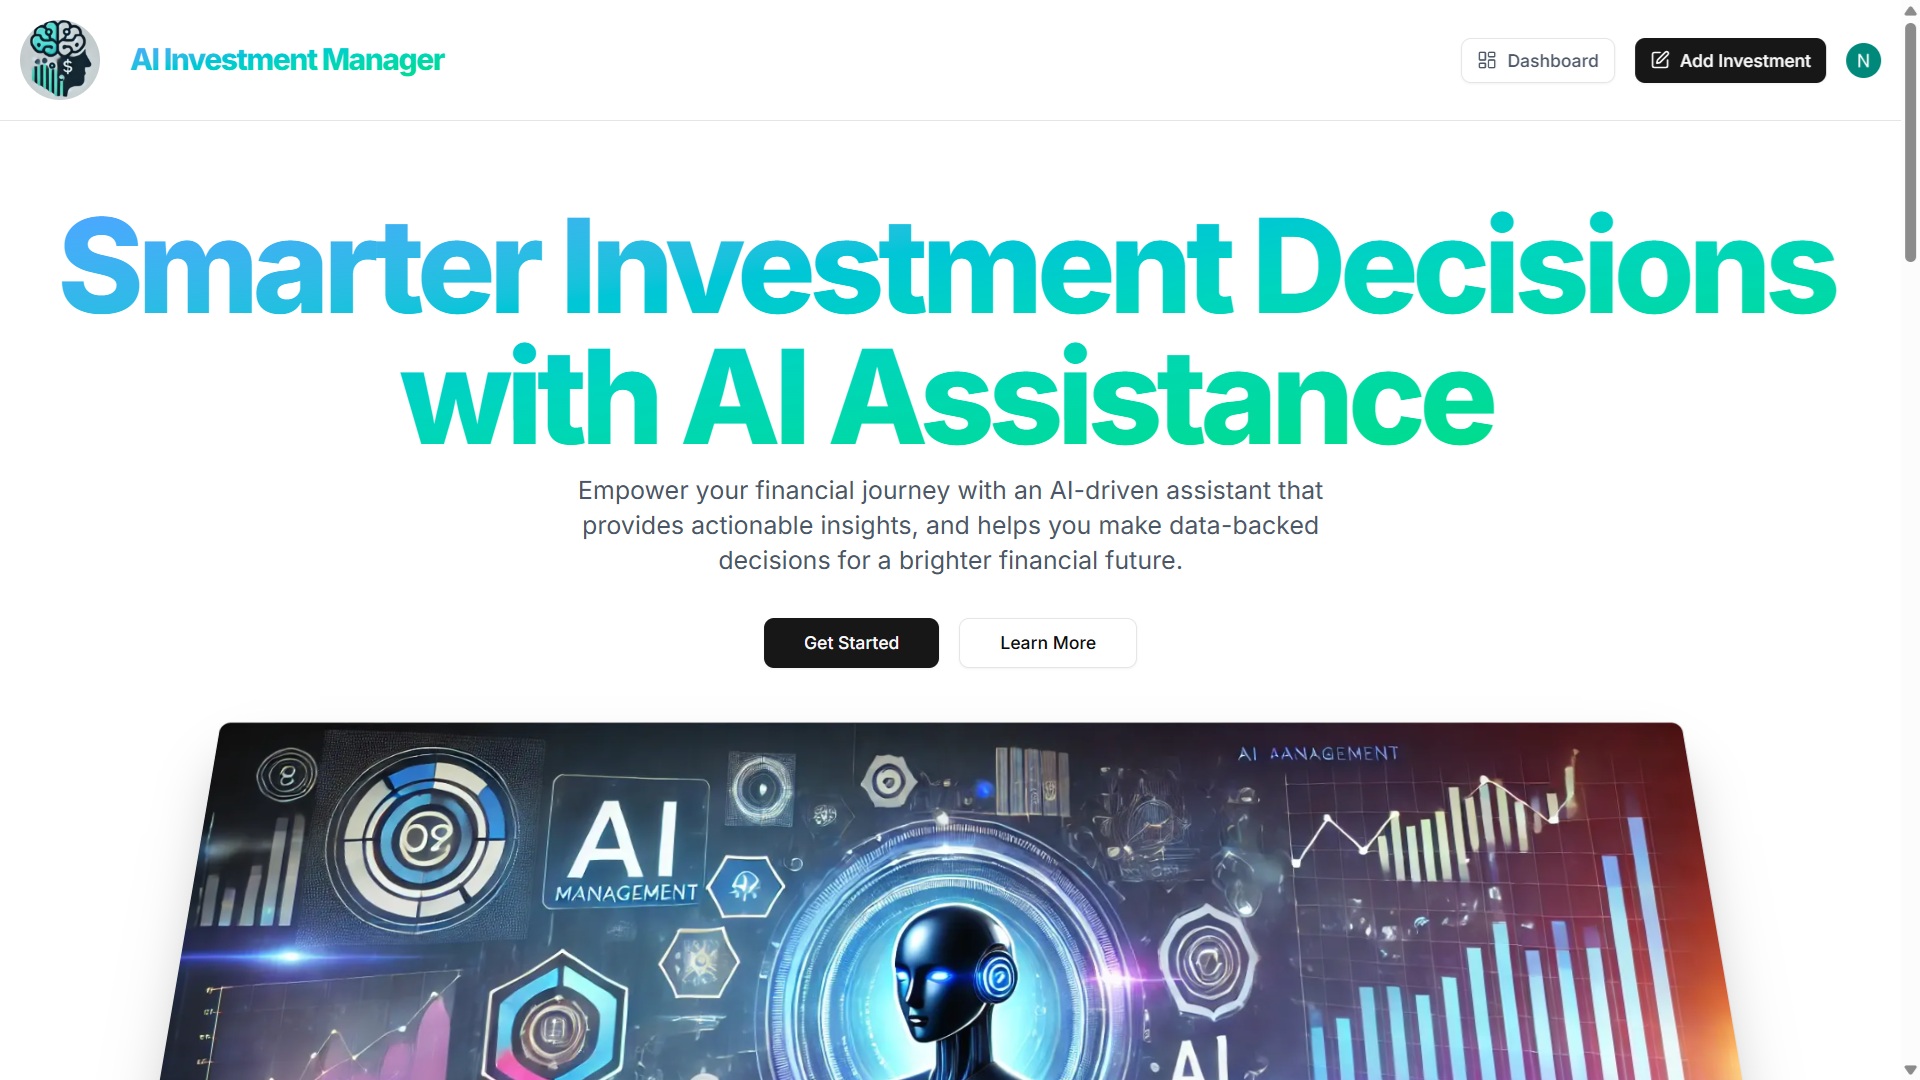 AI Investment Manager
Dashboard
Add Investment
N
Smarter Investment Decisions
with AI Assistance
Empower your financial journey with an AI-driven assistant that
provides actionable insights, and helps you make data-backed
decisions for a brighter financial future.
Get Started
Learn More
AI AANAGEMENT
AI
MANAGEMENT
AI